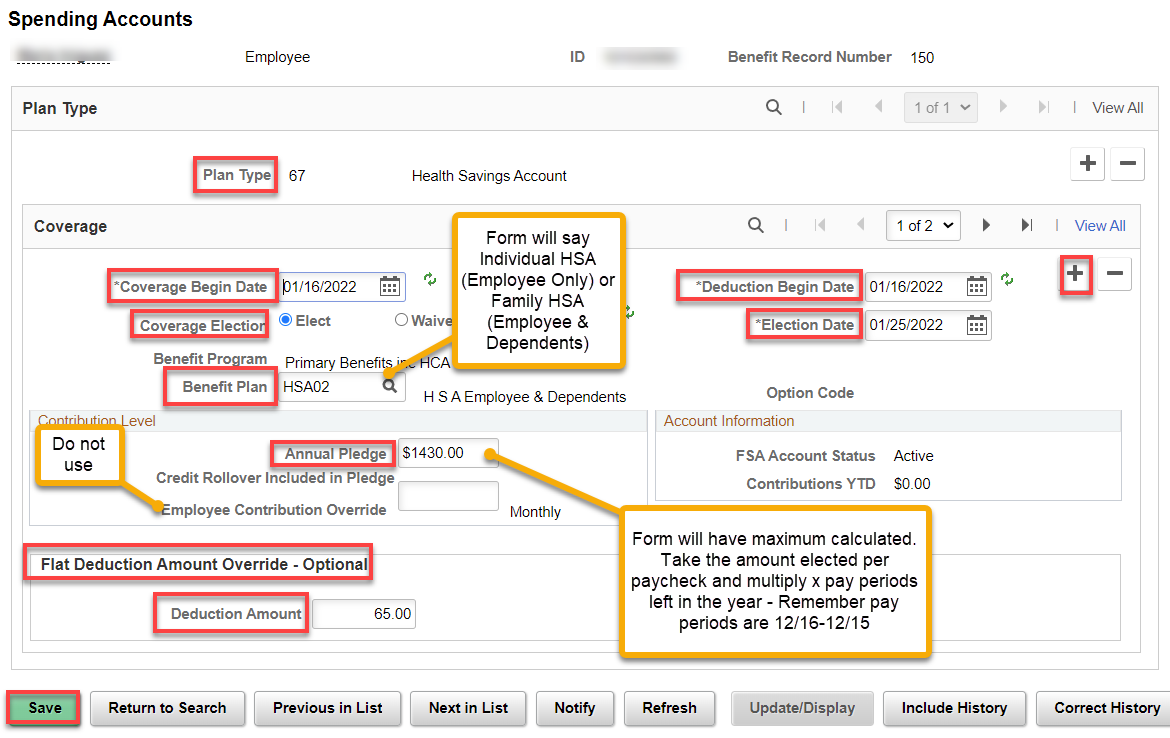 Spending Accounts
Employee ID Benefit Record Number 150
Plan Type 1 of 1 | View All
Plan Type 67 Health Savings Account
Coverage 1 of 2 | View All
Form will say
Individual HSA
(Employee Only) or
Family HSA
(Employee &
Dependents)
*Coverage Begin Date 01/16/2022 *Deduction Begin Date 01/16/2022
Coverage Election Elect Waive *Election Date 01/25/2022
Benefit Program Primary Benefits inc HCA
Benefit Plan HSA02 H S A Employee & Dependents Option Code
Contribution Level Account Information
Do not
use
Annual Pledge $1430.00 FSA Account Status Active
Credit Rollover Included in Pledge Contributions YTD $0.00
Employee Contribution Override Monthly
Form will have maximum calculated.
Take the amount elected per
paycheck and multiply x pay periods
left in the year - Remember pay
periods are 12/16-12/15
Flat Deduction Amount Override - Optional
Deduction Amount 65.00
Save Return to Search Previous in List Next in List Notify Refresh Update/Display Include History Correct History